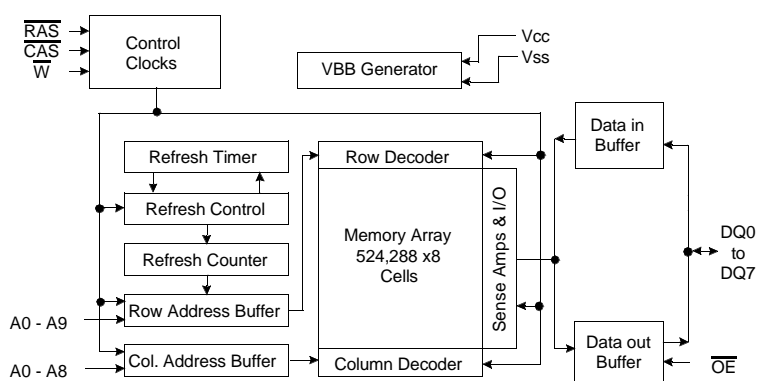 RAS
CAS
W
Control
Clocks
VBB Generator
Vcc
Vss
Data in
Buffer
Refresh Timer
Row Decoder
Refresh Control
Refresh Counter
Memory Array
524,288 x8
Cells
Sense Amps & I/O
DQ0
to
DQ7
A0 - A9
Row Address Buffer
A0 - A8
Col. Address Buffer
Column Decoder
Data out
Buffer
OE